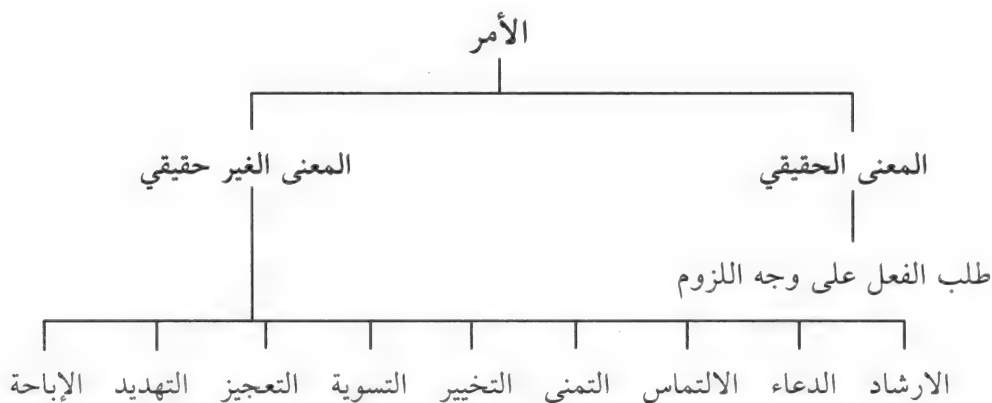 الأمر
المعنى الحقيقي
المعنى الغير حقيقي
طلب الفعل على وجه اللزوم
الارشاد الدعاء الالتماس التمنى التخيير التسوية التعجيز التهديد الإباحة